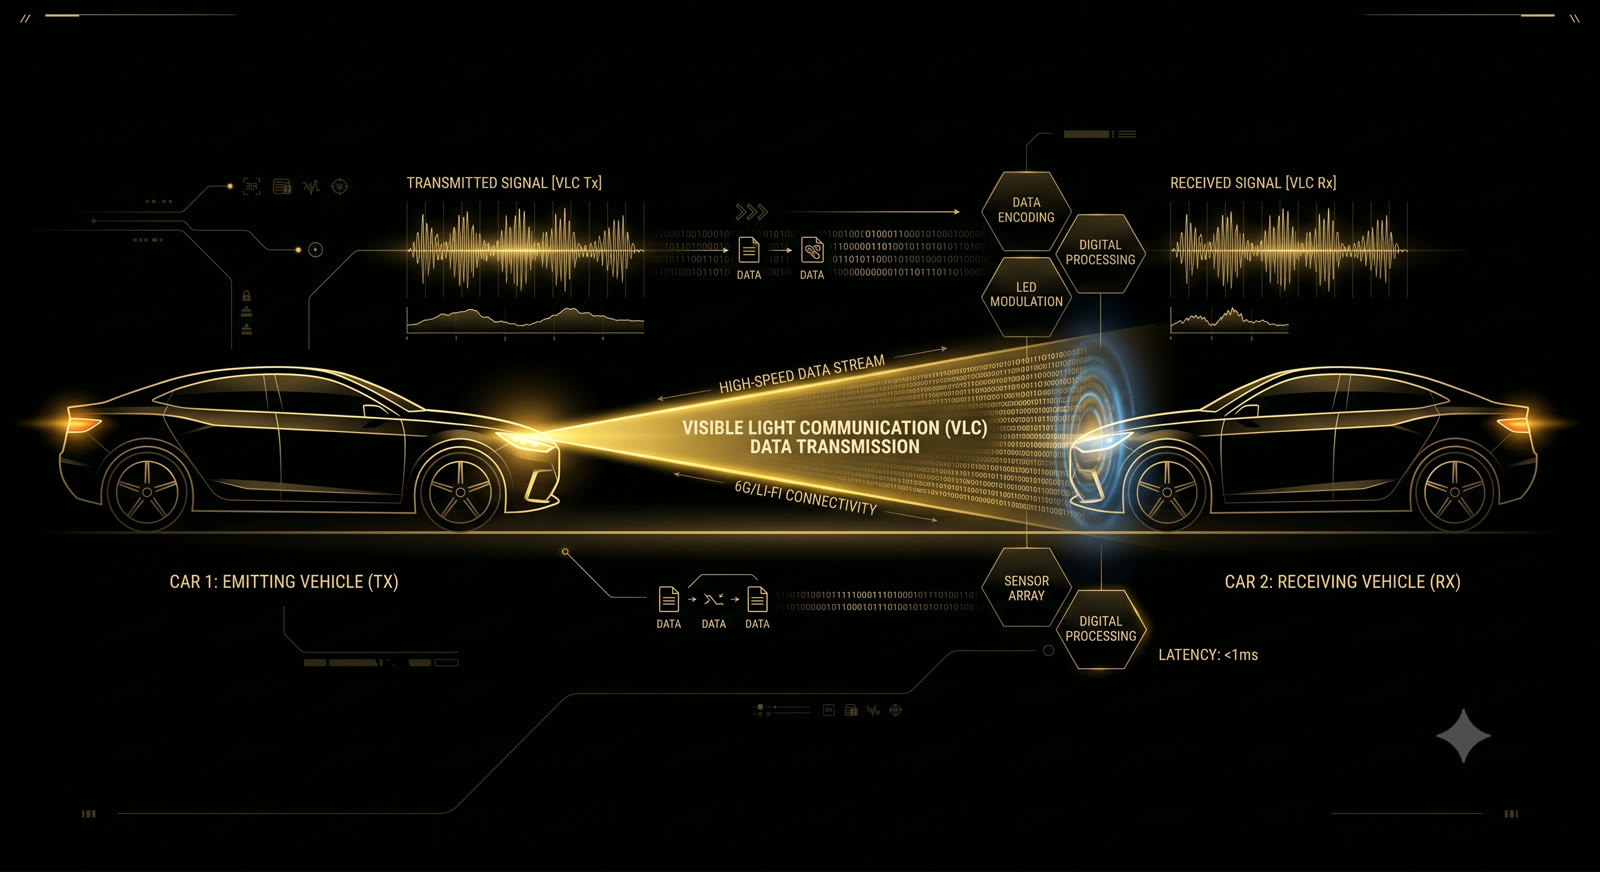 TRANSMITTED SIGNAL [VLC Tx]
DATA
DATA
DATA
ENCODING
DIGITAL
PROCESSING
LED
MODULATION
RECEIVED SIGNAL [VLC Rx]
HIGH-SPEED DATA STREAM
VISIBLE LIGHT COMMUNICATION (VLC)
DATA TRANSMISSION
6G/LI-FI CONNECTIVITY
CAR 1: EMITTING VEHICLE (TX)
DATA
DATA
DATA
SENSOR
ARRAY
DIGITAL
PROCESSING
CAR 2: RECEIVING VEHICLE (RX)
LATENCY: <1ms